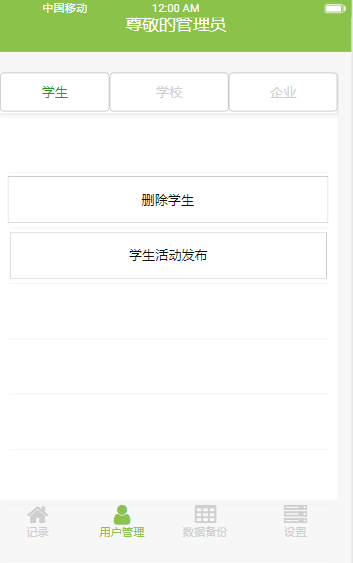 中国移动 12:00 AM
尊敬的管理员
学生 学校 企业
删除学生
学生活动发布
记录 用户管理 数据备份 设置